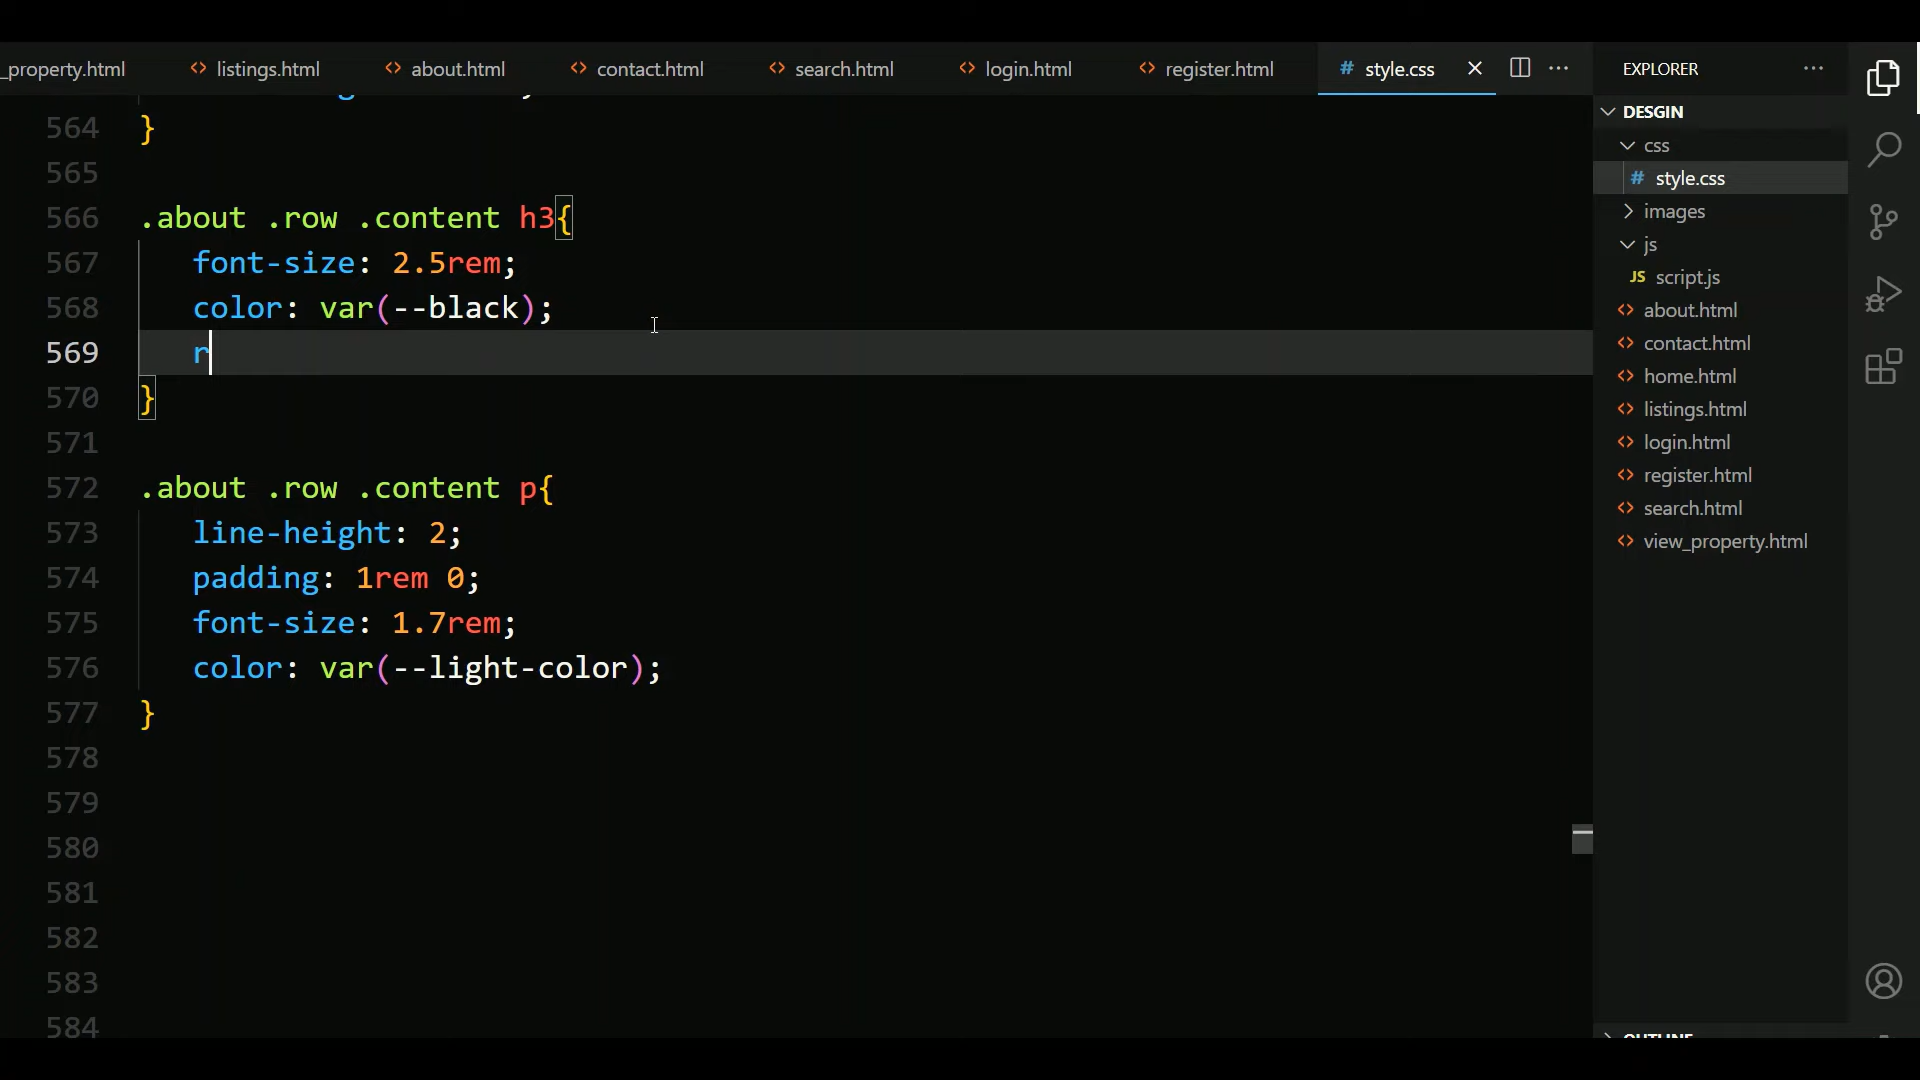 _property.html listings.html about.html contact.html search.html login.html register.html # style.css EXPLORER
564 }
565
566 .about .row .content h3{
567 font-size: 2.5rem;
568 color: var(--black);
569 r
570 }
571
572 .about .row .content p{
573 line-height: 2;
574 padding: 1rem 0;
575 font-size: 1.7rem;
576 color: var(--light-color);
577 }
578
579
580
581
582
583
584
DESGIN
css
# style.css
images
js
JS script.js
about.html
contact.html
home.html
listings.html
login.html
register.html
search.html
view_property.html
OUTLINE